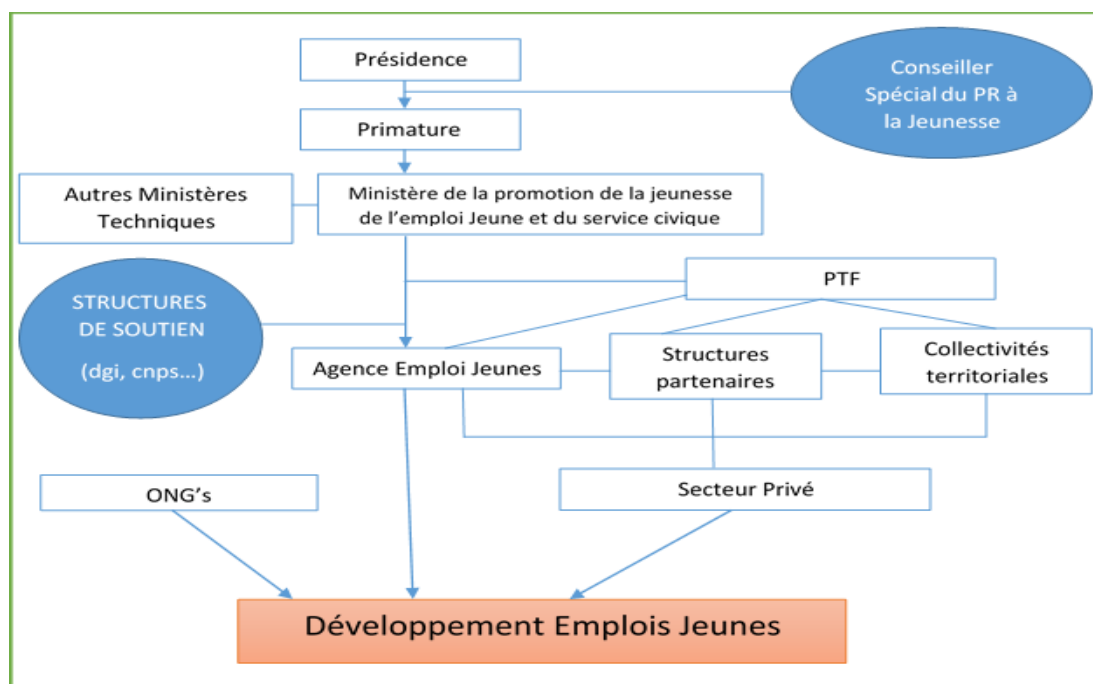 Présidence
Conseiller
Spécial du PR à
la Jeunesse
Primature
Autres Ministères
Techniques
Ministère de la promotion de la jeunesse
de l'emploi Jeune et du service civique
STRUCTURES
DE SOUTIEN
(dgi, cnps...)
PTF
Agence Emploi Jeunes
Structures
partenaires
Collectivités
territoriales
ONG's
Secteur Privé
Développement Emplois Jeunes